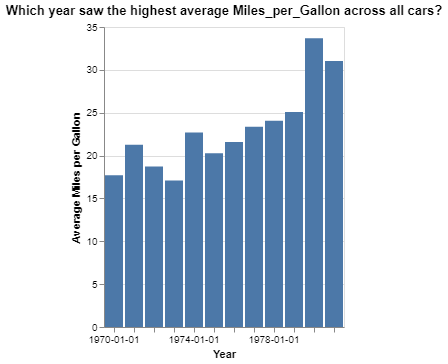 Which year saw the highest average Miles_per_Gallon across all cars?
35
30
25
20
15
10
5
0
Average Miles per Gallon
1970-01-01 1974-01-01 1978-01-01
Year